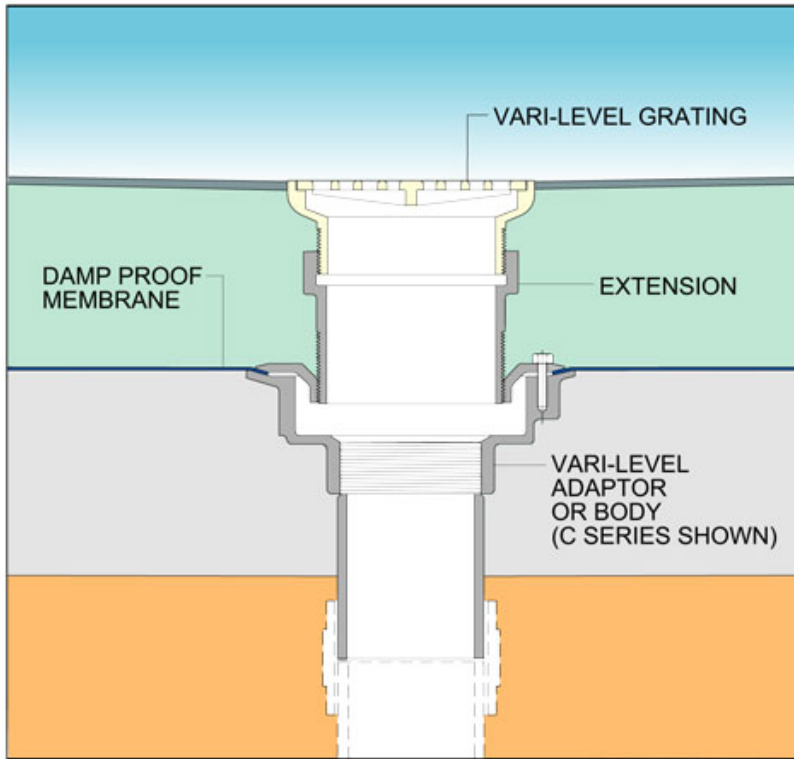 VARI-LEVEL GRATING
DAMP PROOF
MEMBRANE
EXTENSION
VARI-LEVEL
ADAPTOR
OR BODY
(C SERIES SHOWN)